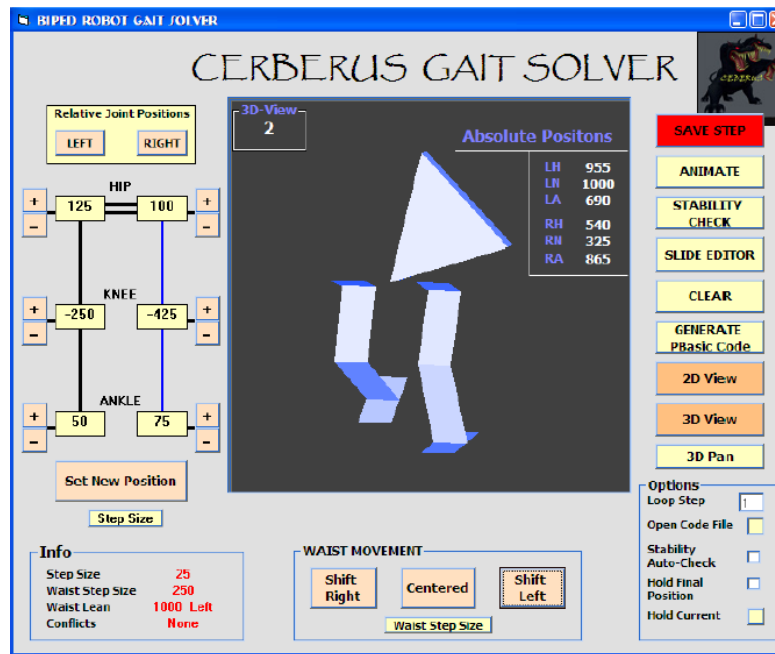 BIPED ROBOT GAIT SOLVER
CERBERUS GAIT SOLVER
CERBERUS
Relative Joint Positions
LEFT RIGHT
3D-View
2
Absolute Positons
LH 955
LN 1000
LA 690
RH 540
RN 325
RA 865
HIP
+ 125 100 +
- -
KNEE
+ -250 -425 +
- -
ANKLE
+ 50 75 +
- -
Set New Position
Step Size
SAVE STEP
ANIMATE
STABILITY
CHECK
SLIDE EDITOR
CLEAR
GENERATE
PBasic Code
2D View
3D View
3D Pan
Options
Loop Step 1
Open Code File
Stability
Auto-Check
Hold Final
Position
Hold Current
Info
Step Size 25
Waist Step Size 250
Waist Lean 1000 Left
Conflicts None
WAIST MOVEMENT
Shift
Right
Centered
Shift
Left
Waist Step Size